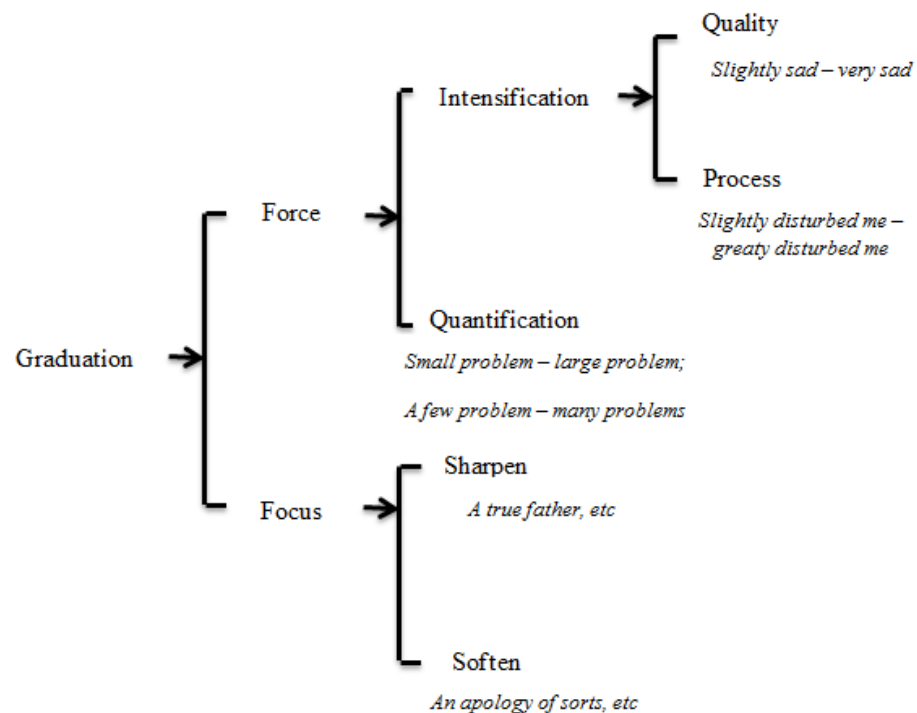 Quality
Slightly sad – very sad
Intensification
Process
Slightly disturbed me –
greaty disturbed me
Force
Quantification
Small problem – large problem;
A few problem – many problems
Graduation
Sharpen
A true father, etc
Focus
Soften
An apology of sorts, etc